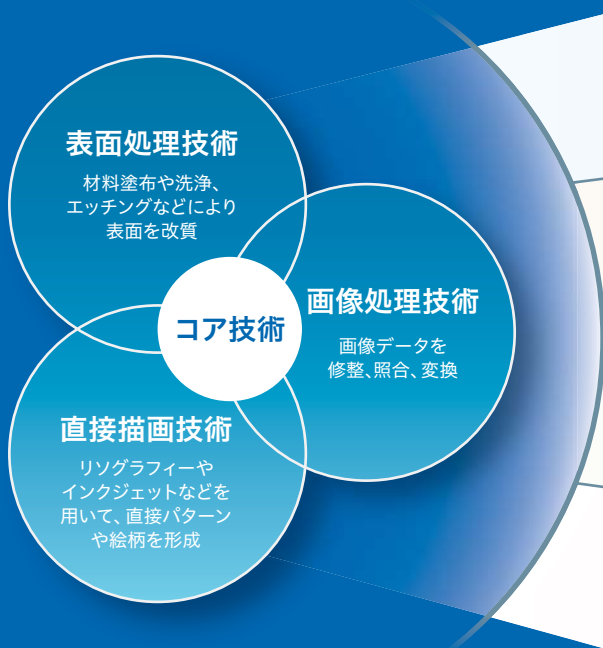 表面処理技術
材料塗布や洗浄、
エッチングなどにより
表面を改質
コア技術
画像処理技術
画像データを
修整、照合、変換
直接描画技術
リソグラフィーや
インクジェットなどを
用いて、直接パターン
や絵柄を形成